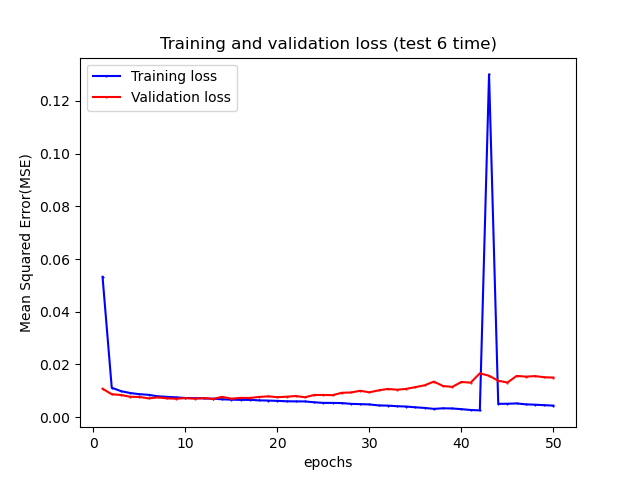 Training and validation loss (test 6 time)
Training loss
Validation loss
Mean Squared Error(MSE)
0.12
0.10
0.08
0.06
0.04
0.02
0.00
0 10 20 30 40 50
epochs